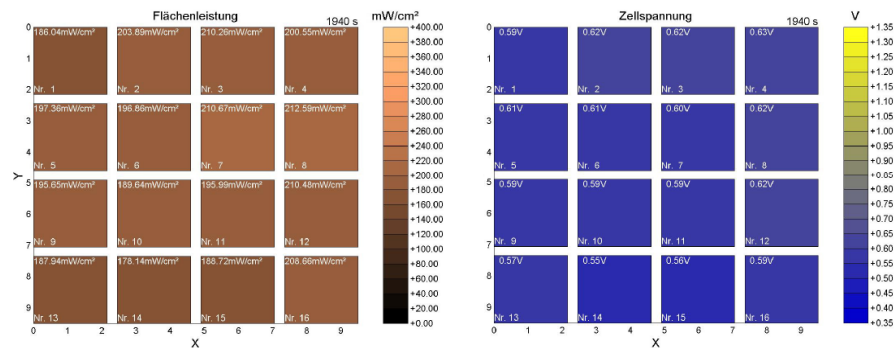 Flächenleistung
1940 s
mW/cm²
186.04mW/cm² 203.89mW/cm² 210.26mW/cm² 200.55mW/cm²
Nr. 1 Nr. 2 Nr. 3 Nr. 4
197.36mW/cm² 196.86mW/cm² 210.67mW/cm² 212.59mW/cm²
Nr. 5 Nr. 6 Nr. 7 Nr. 8
195.65mW/cm² 189.64mW/cm² 195.99mW/cm² 210.48mW/cm²
Nr. 9 Nr. 10 Nr. 11 Nr. 12
187.94mW/cm² 178.14mW/cm² 188.72mW/cm² 208.66mW/cm²
Nr. 13 Nr. 14 Nr. 15 Nr. 16
0
1
2
3
4
5
6
7
8
9
Y
0 1 2 3 4 5 6 7 8 9
X
+400.00
+380.00
+360.00
+340.00
+320.00
+300.00
+280.00
+260.00
+240.00
+220.00
+200.00
+180.00
+160.00
+140.00
+120.00
+100.00
+80.00
+60.00
+40.00
+20.00
+0.00
Zellspannung
1940 s
V
0.59V 0.62V 0.62V 0.63V
Nr. 1 Nr. 2 Nr. 3 Nr. 4
0.61V 0.61V 0.60V 0.62V
Nr. 5 Nr. 6 Nr. 7 Nr. 8
0.59V 0.59V 0.59V 0.62V
Nr. 9 Nr. 10 Nr. 11 Nr. 12
0.57V 0.55V 0.56V 0.59V
Nr. 13 Nr. 14 Nr. 15 Nr. 16
0
1
2
3
4
5
6
7
8
9
Y
0 1 2 3 4 5 6 7 8 9
X
+1.35
+1.30
+1.25
+1.20
+1.15
+1.10
+1.05
+1.00
+0.95
+0.90
+0.85
+0.80
+0.75
+0.70
+0.65
+0.60
+0.55
+0.50
+0.45
+0.40
+0.35